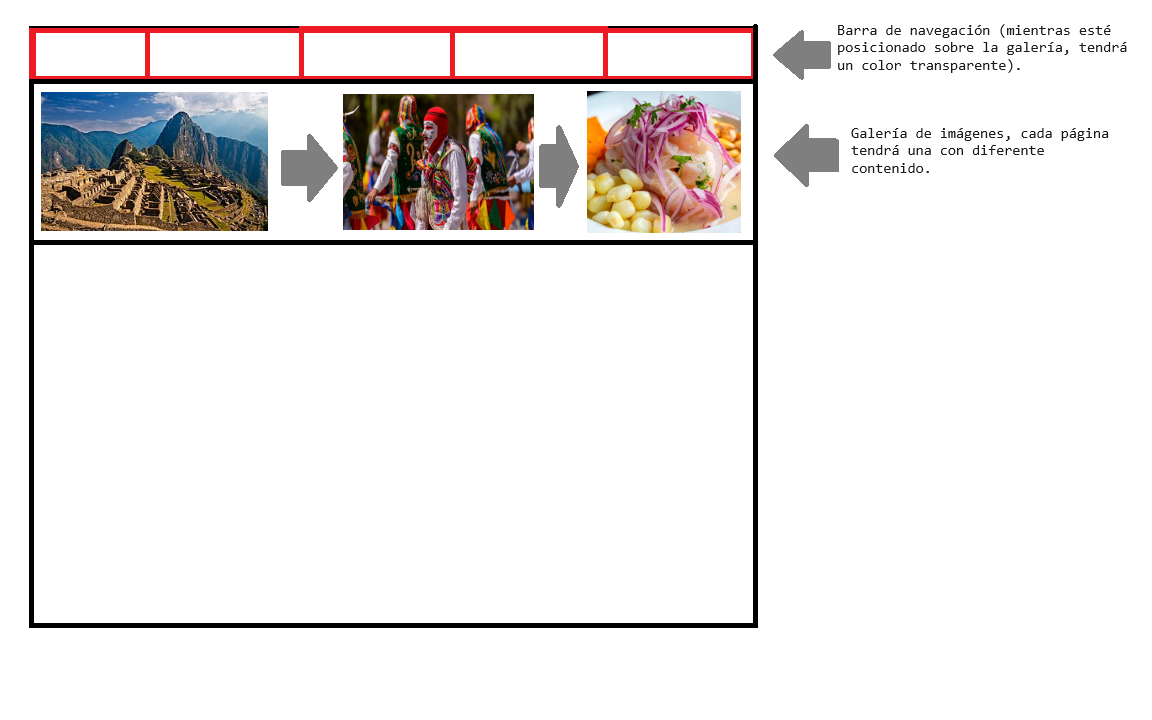 Barra de navegación (mientras esté
posicionado sobre la galería, tendrá
un color transparente).
Galería de imágenes, cada página
tendrá una con diferente
contenido.